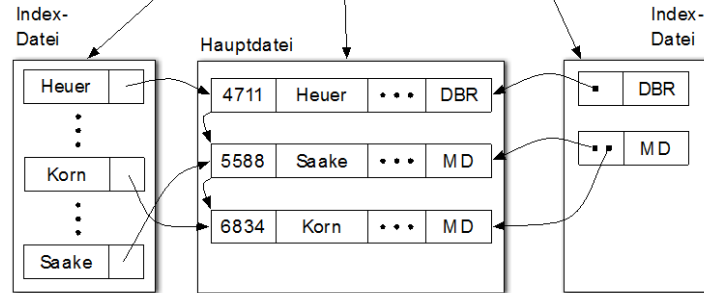 Index-
Datei
Heuer
Korn
Saake
Hauptdatei
4711 Heuer ••• DBR
5588 Saake ••• MD
6834 Korn ••• MD
Index-
Datei
DBR
MD